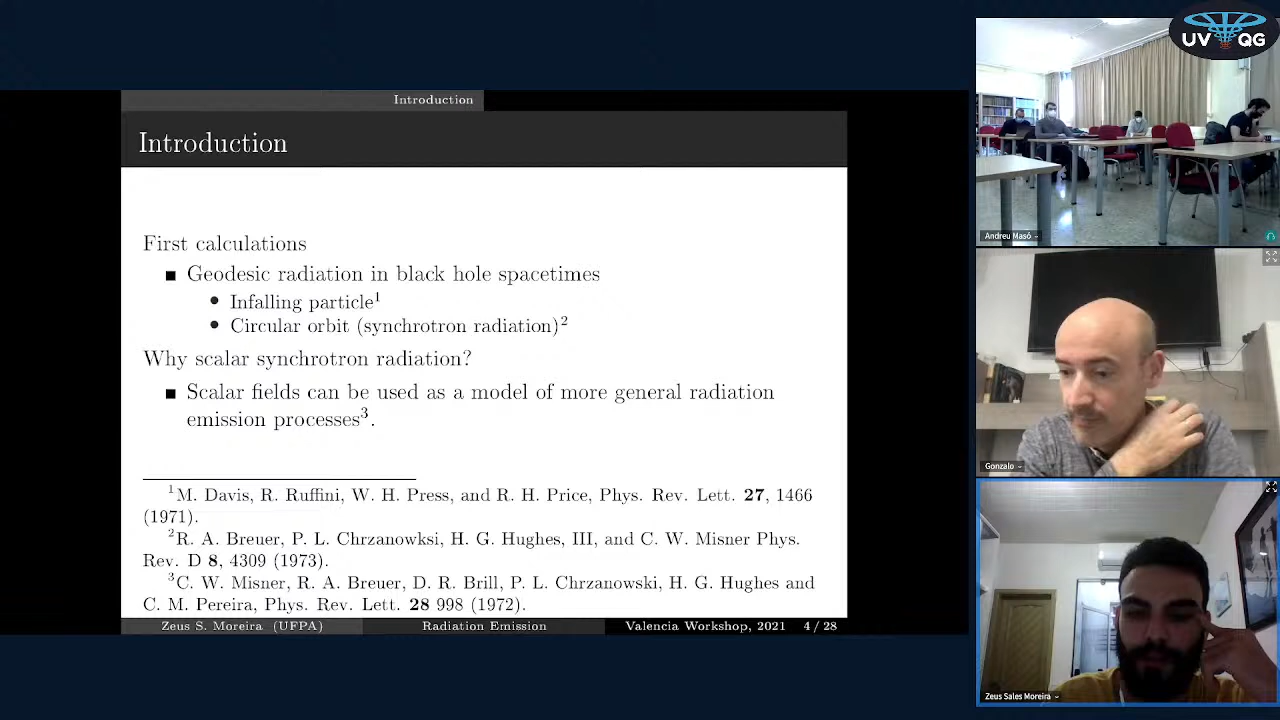 Introduction
Introduction
First calculations
Geodesic radiation in black hole spacetimes
Infalling particle1
Circular orbit (synchrotron radiation)2
Why scalar synchrotron radiation?
Scalar fields can be used as a model of more general radiation
emission processes3.
1M. Davis, R. Ruffini, W. H. Press, and R. H. Price, Phys. Rev. Lett. 27, 1466
(1971).
2R. A. Breuer, P. L. Chrzanowksi, H. G. Hughes, III, and C. W. Misner Phys.
Rev. D 8, 4309 (1973).
3C. W. Misner, R. A. Breuer, D. R. Brill, P. L. Chrzanowski, H. G. Hughes and
C. M. Pereira, Phys. Rev. Lett. 28 998 (1972).
Zeus S. Moreira (UFPA) Radiation Emission Valencia Workshop, 2021 4 / 28
UV QG
Andreu Masó
Gonzalo
Zeus Sales Moreira